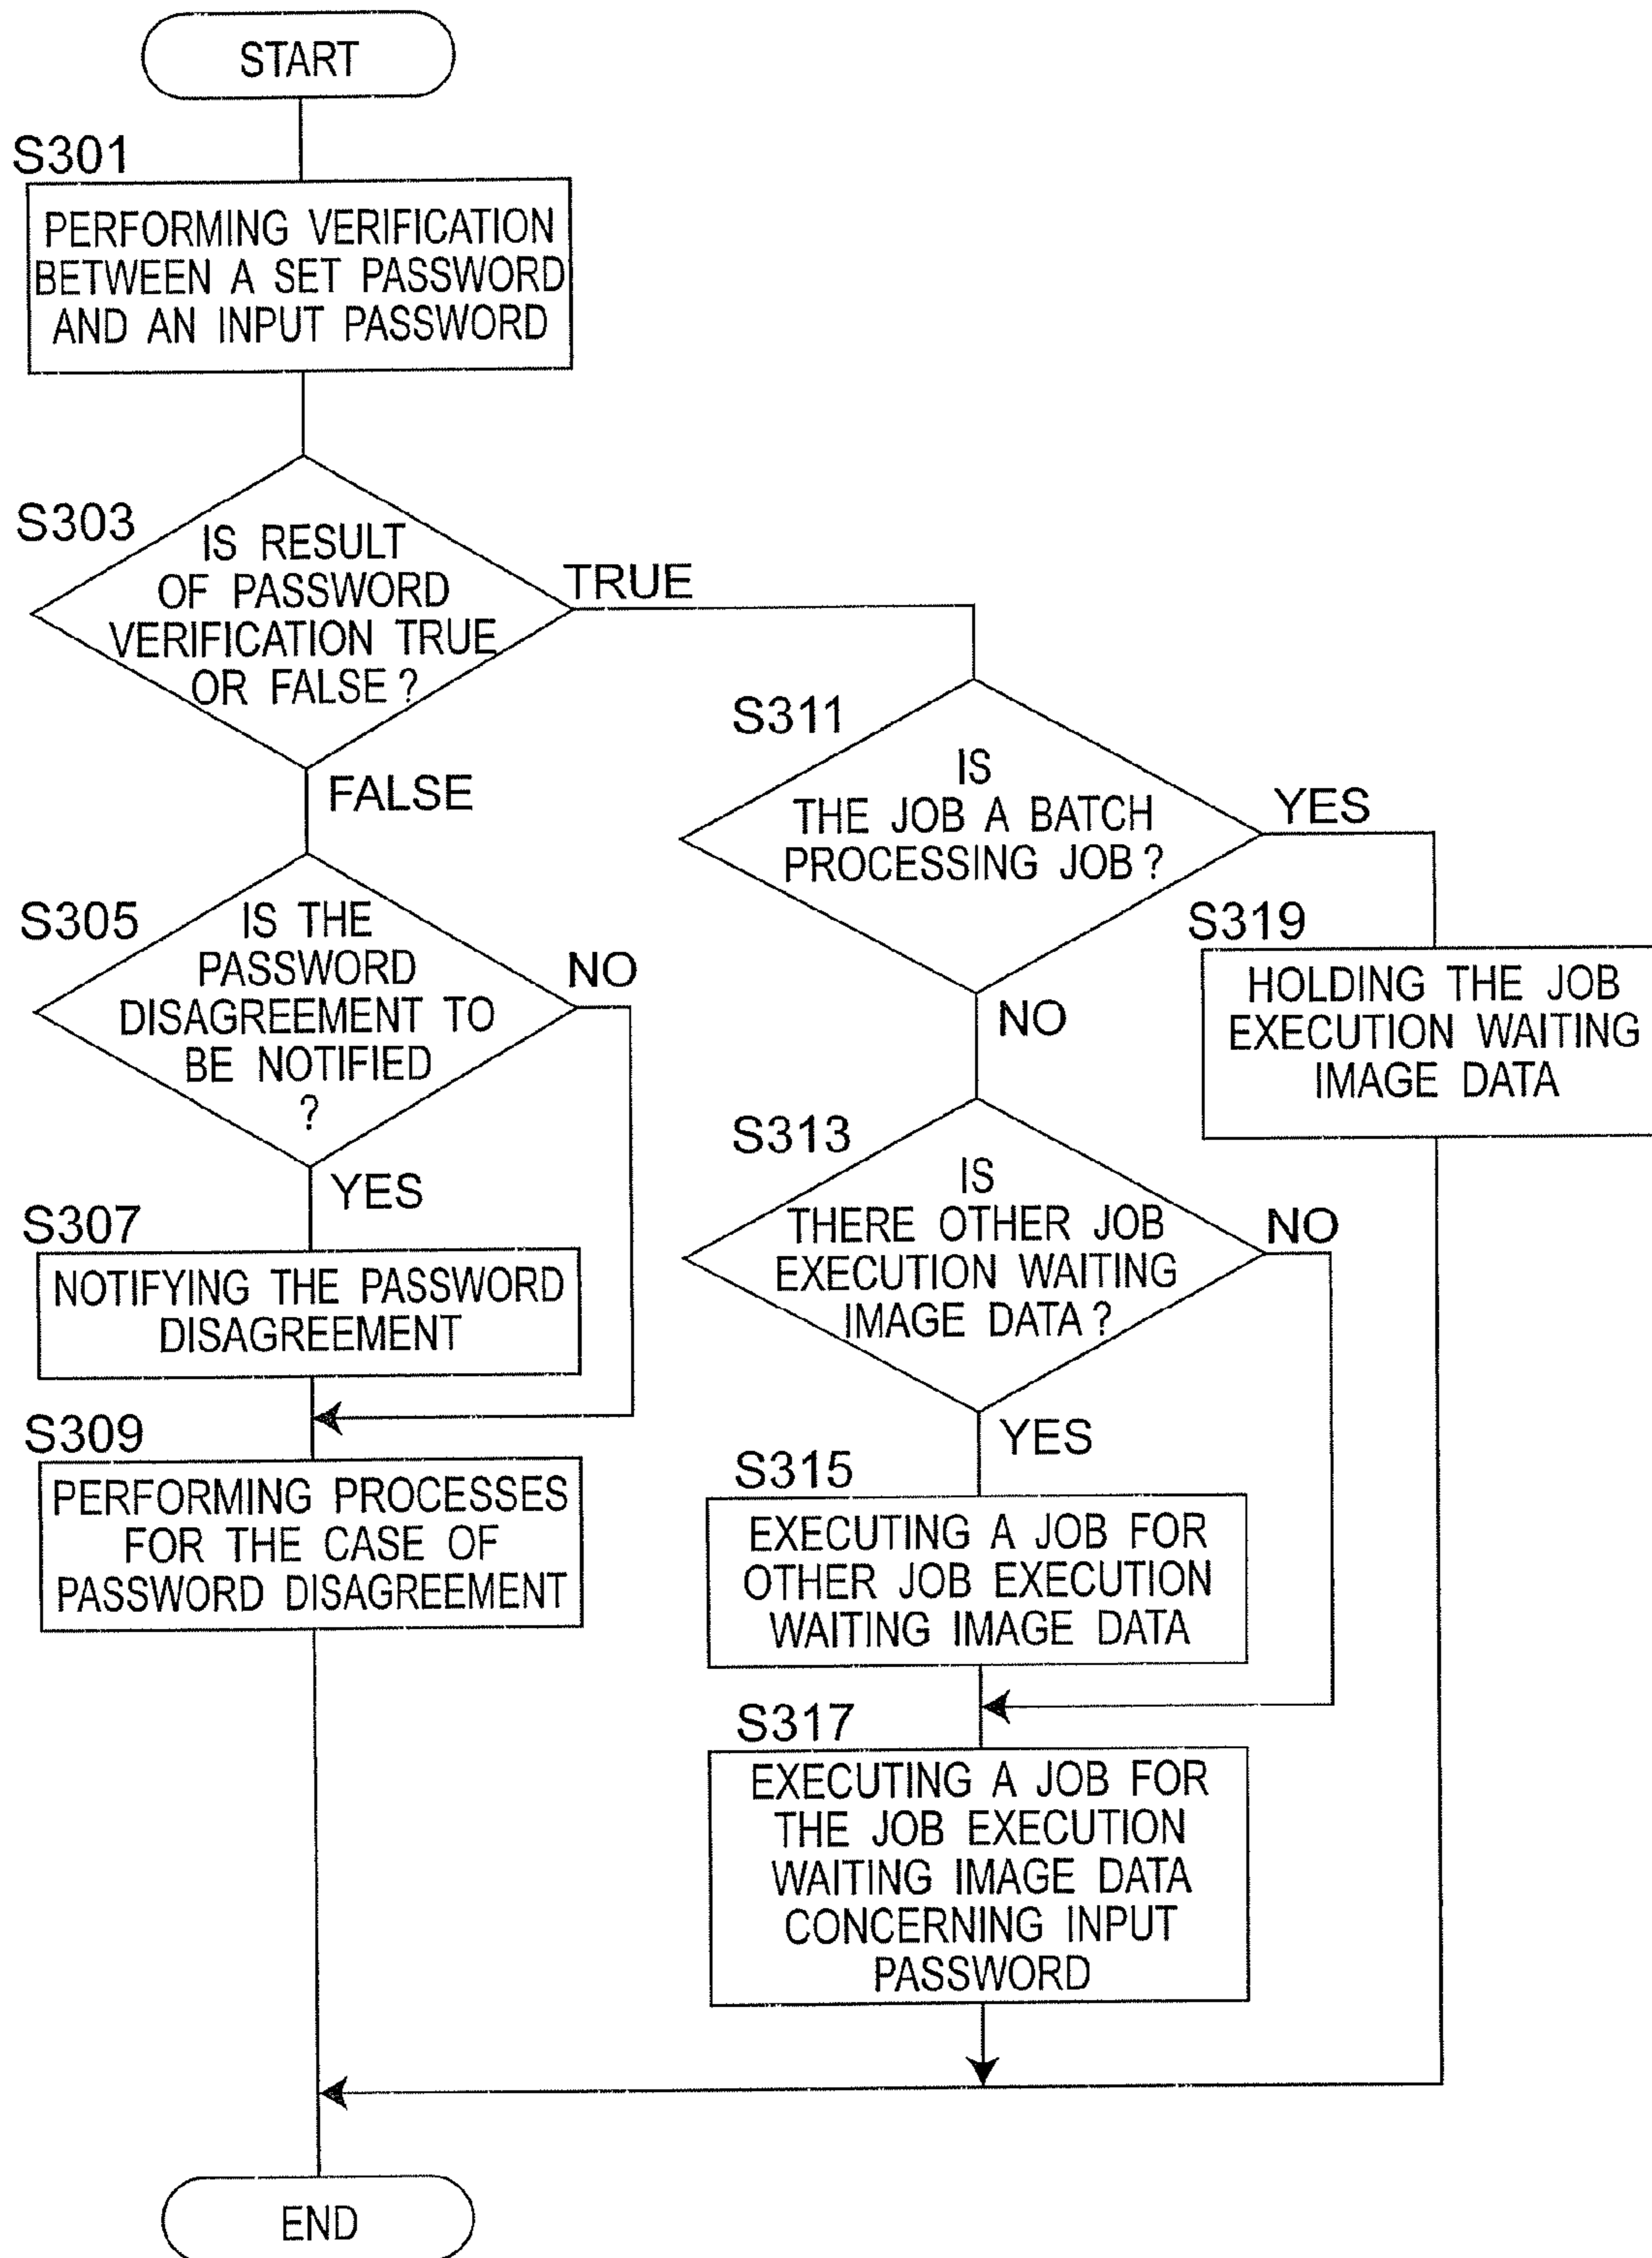 START
S301
PERFORMING VERIFICATION
BETWEEN A SET PASSWORD
AND AN INPUT PASSWORD
S303
IS RESULT
OF PASSWORD
VERIFICATION TRUE
OR FALSE?
TRUE
FALSE
S305
IS THE
PASSWORD
DISAGREEMENT TO
BE NOTIFIED
?
NO
YES
S307
NOTIFYING THE PASSWORD
DISAGREEMENT
S309
PERFORMING PROCESSES
FOR THE CASE OF
PASSWORD DISAGREEMENT
S311
IS
THE JOB A BATCH
PROCESSING JOB?
YES
NO
S319
HOLDING THE JOB
EXECUTION WAITING
IMAGE DATA
S313
IS
THERE OTHER JOB
EXECUTION WAITING
IMAGE DATA?
NO
YES
S315
EXECUTING A JOB FOR
OTHER JOB EXECUTION
WAITING IMAGE DATA
S317
EXECUTING A JOB FOR
THE JOB EXECUTION
WAITING IMAGE DATA
CONCERNING INPUT
PASSWORD
END